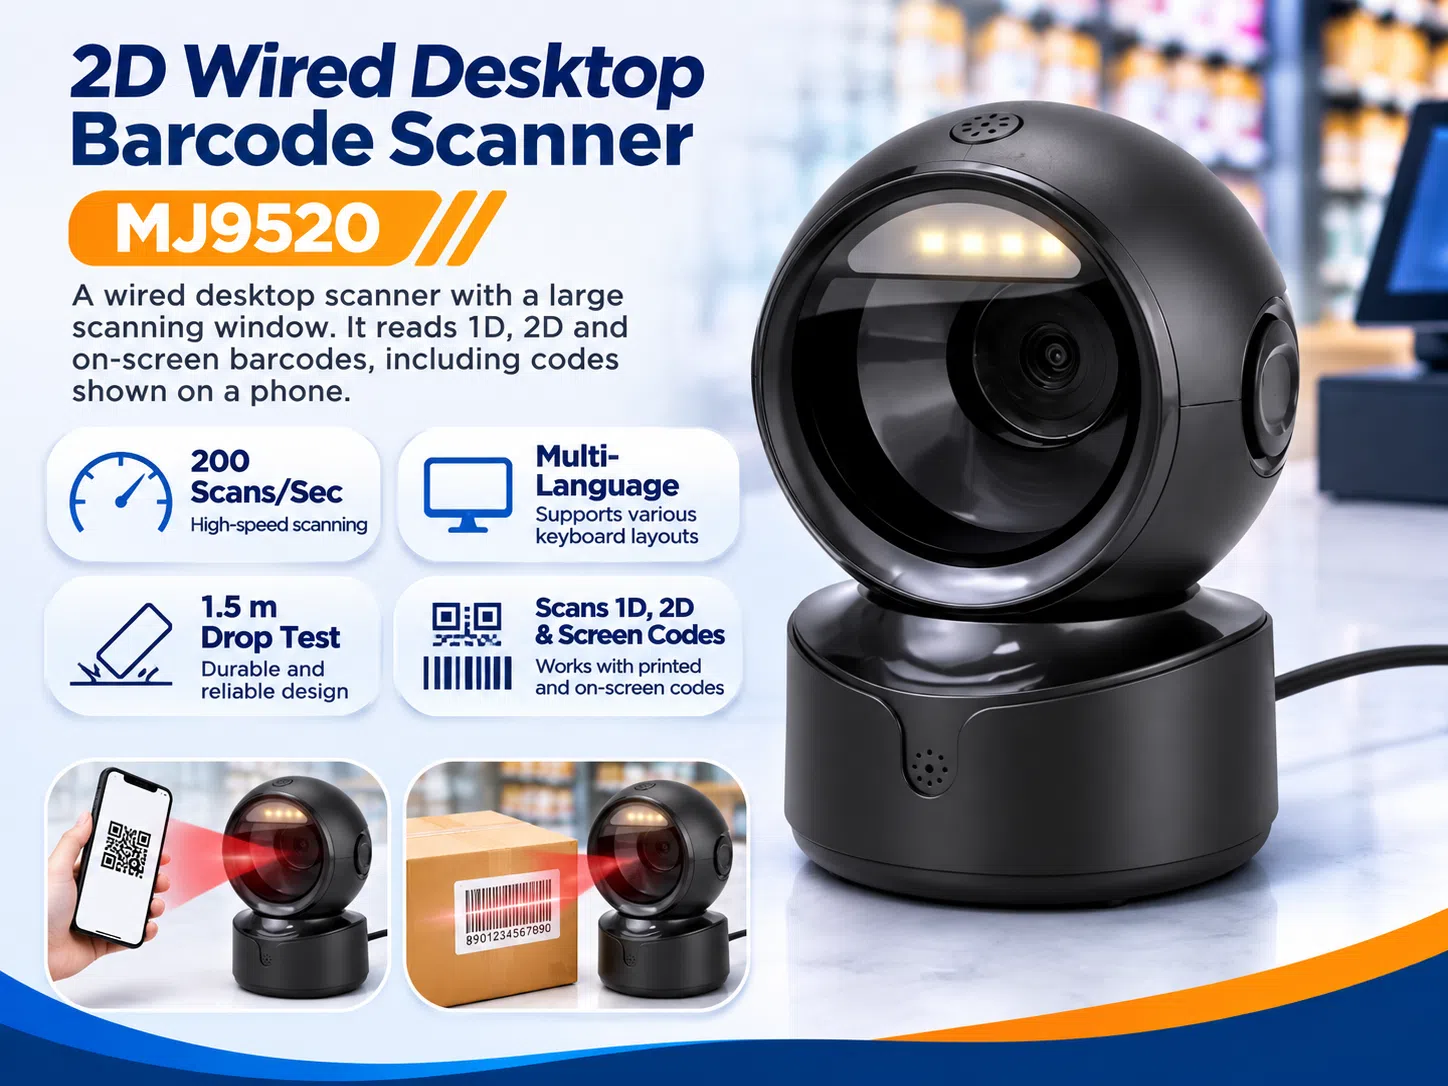 2D Wired Desktop
Barcode Scanner
MJ9520
A wired desktop scanner with a large
scanning window. It reads 1D, 2D and
on-screen barcodes, including codes
shown on a phone.
200
Scans/Sec
High-speed scanning
Multi-
Language
Supports various
keyboard layouts
1.5 m
Drop Test
Durable and
reliable design
Scans 1D, 2D
& Screen Codes
Works with printed
and on-screen codes
8901234567890